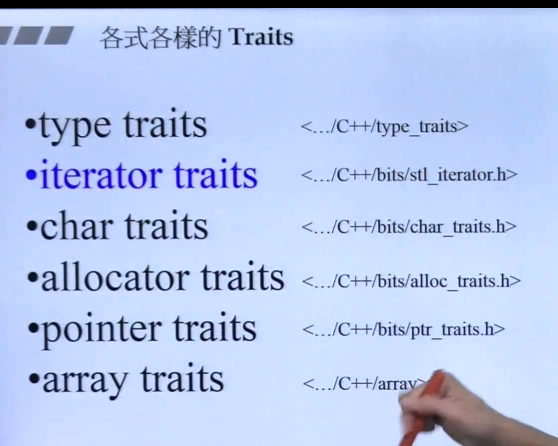 各式各樣的 Traits
•type traits <…/C++/type_traits>
•iterator traits <…/C++/bits/stl_iterator.h>
•char traits <…/C++/bits/char_traits.h>
•allocator traits <…/C++/bits/alloc_traits.h>
•pointer traits <…/C++/bits/ptr_traits.h>
•array traits <…/C++/array>